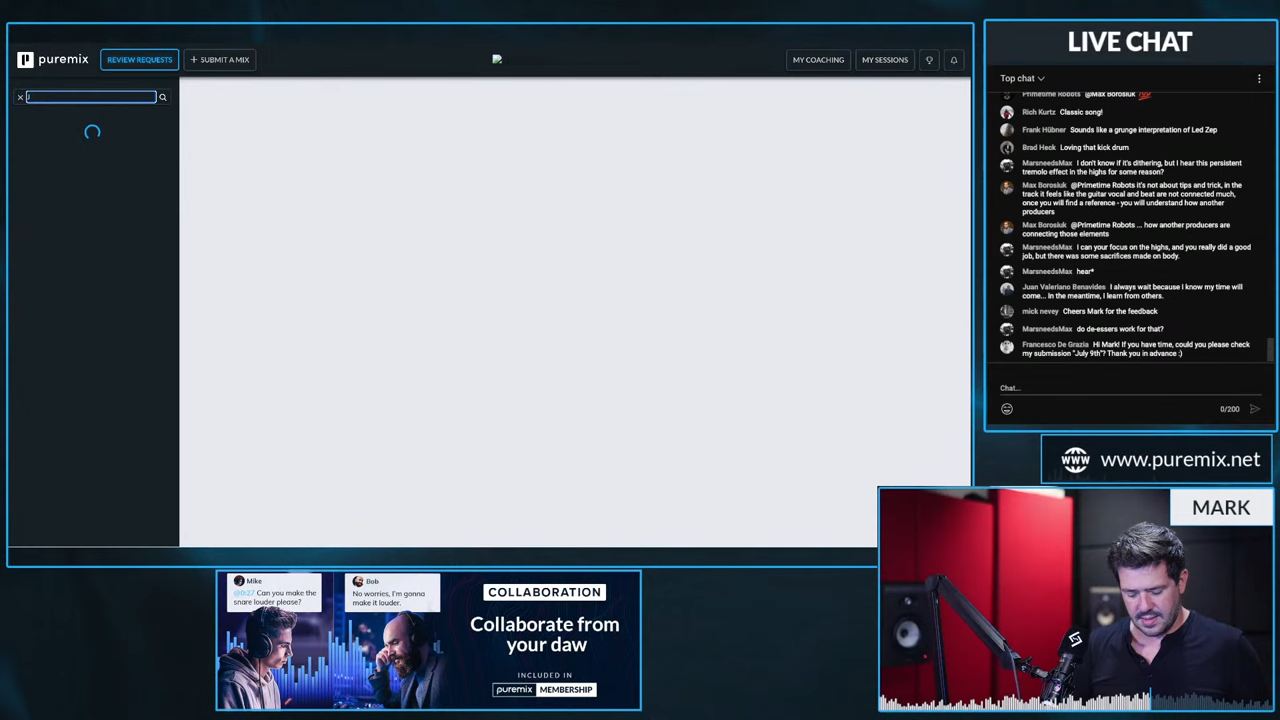 puremix
REVIEW REQUESTS
+ SUBMIT A MIX
MY COACHING
MY SESSIONS
LIVE CHAT
Top chat
Primetime Robots @Max Borosiuk 💯
Rich Kurtz Classic song!
Frank Hübner Sounds like a grunge interpretation of Led Zep
Brad Heck Loving that kick drum
MarsneedsMax I don't know if it's dithering, but I hear this persistent
tremolo effect in the highs for some reason?
Max Borosiuk @Primetime Robots it's not about tips and trick, in the
track it feels like the guitar vocal and beat are not connected much,
once you will find a reference - you will understand how another
producers
Max Borosiuk @Primetime Robots ... how another producers are
connecting those elements
MarsneedsMax I can your focus on the highs, and you really did a good
job, but there was some sacrifices made on body.
MarsneedsMax hear*
Juan Valeriano Benavides I always wait because I know my time will
come... In the meantime, I learn from others.
mick nevey Cheers Mark for the feedback
MarsneedsMax do de-essers work for that?
Francesco De Grazia Hi Mark! If you have time, could you please check
my submission "July 9th"? Thank you in advance :)
Chat...
0/200
www.puremix.net
MARK
Mike
@0:27 Can you make the
snare louder please?
Bob
No worries, I'm gonna
make it louder.
COLLABORATION
Collaborate from
your daw
INCLUDED IN
puremix MEMBERSHIP